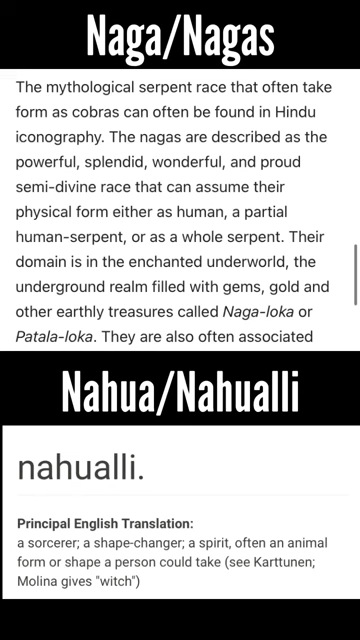 Naga/Nagas
The mythological serpent race that often take
form as cobras can often be found in Hindu
iconography. The nagas are described as the
powerful, splendid, wonderful, and proud
semi-divine race that can assume their
physical form either as human, a partial
human-serpent, or as a whole serpent. Their
domain is in the enchanted underworld, the
underground realm filled with gems, gold and
other earthly treasures called Naga-loka or
Patala-loka. They are also often associated
Nahua/Nahualli
nahualli.
Principal English Translation:
a sorcerer; a shape-changer; a spirit, often an animal
form or shape a person could take (see Karttunen;
Molina gives "witch")